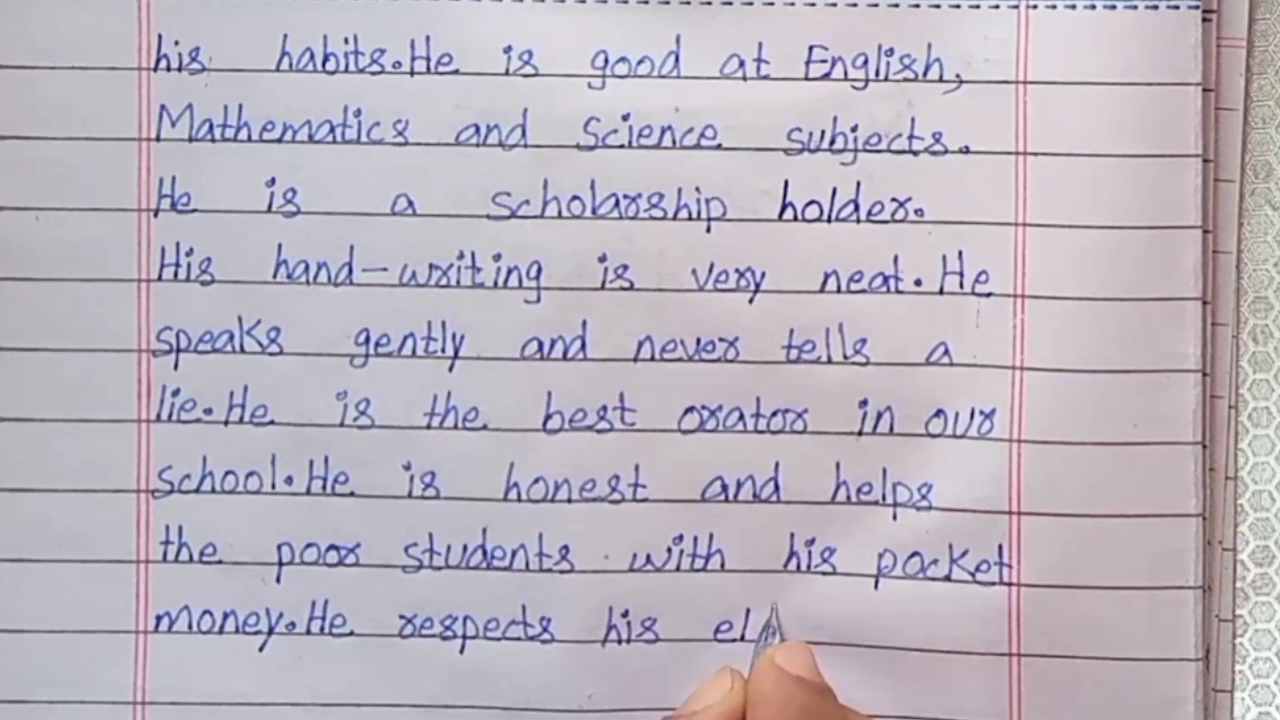 his habits.He is good at English,
Mathematics and Science subjects.
He is a scholarship holder.
His hand-writing is very neat.He
speaks gently and never tells a
lie.He is the best orator in our
school.He is honest and helps
the poor students with his pocket
money.He respects his el